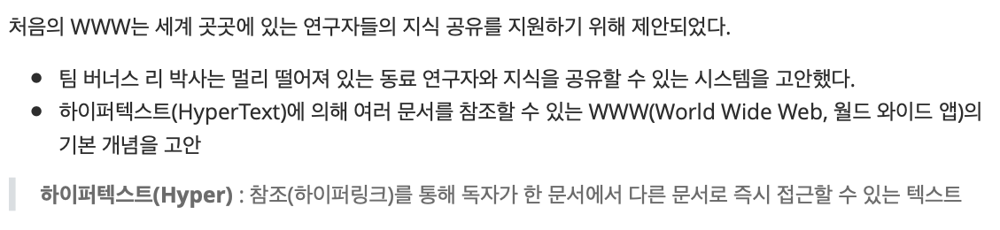 처음의 WWW는 세계 곳곳에 있는 연구자들의 지식 공유를 지원하기 위해 제안되었다.
팀 버너스 리 박사는 멀리 떨어져 있는 동료 연구자와 지식을 공유할 수 있는 시스템을 고안했다.
하이퍼텍스트(HyperText)에 의해 여러 문서를 참조할 수 있는 WWW(World Wide Web, 월드 와이드 앱)의
기본 개념을 고안
하이퍼텍스트(Hyper) : 참조(하이퍼링크)를 통해 독자가 한 문서에서 다른 문서로 즉시 접근할 수 있는 텍스트